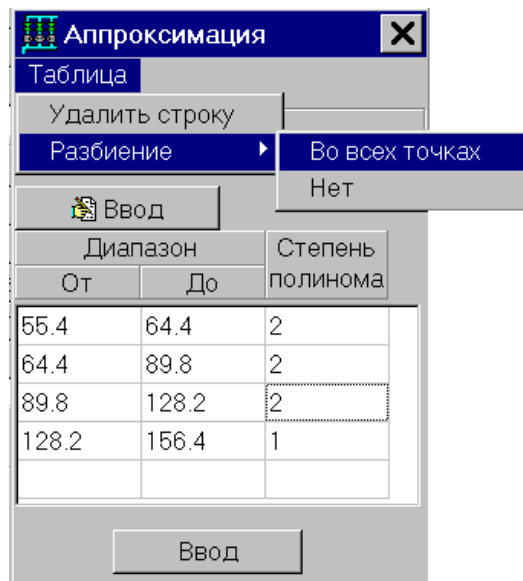 Аппроксимация
Таблица
Удалить строку
Разбиение
Во всех точках
Нет
Ввод
Диапазон Степень полинома
От До
55.4 64.4 2
64.4 89.8 2
89.8 128.2 2
128.2 156.4 1
Ввод